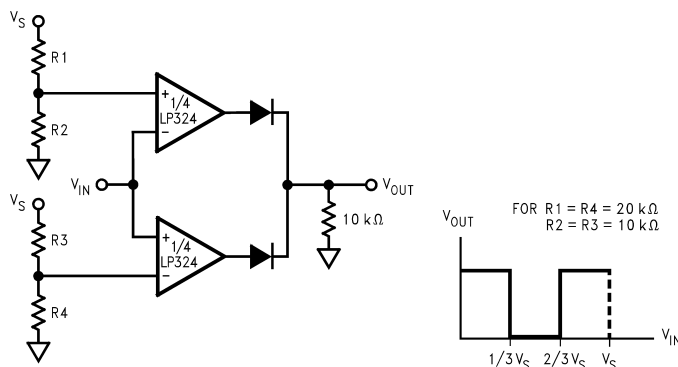 V_S
R1
R2
+
1/4
LP324
−
V_IN
V_OUT
10 kΩ
V_S
R3
R4
+
1/4
LP324
−
FOR R1 = R4 = 20 kΩ
R2 = R3 = 10 kΩ
V_OUT
V_IN
1/3 V_S
2/3 V_S
V_S